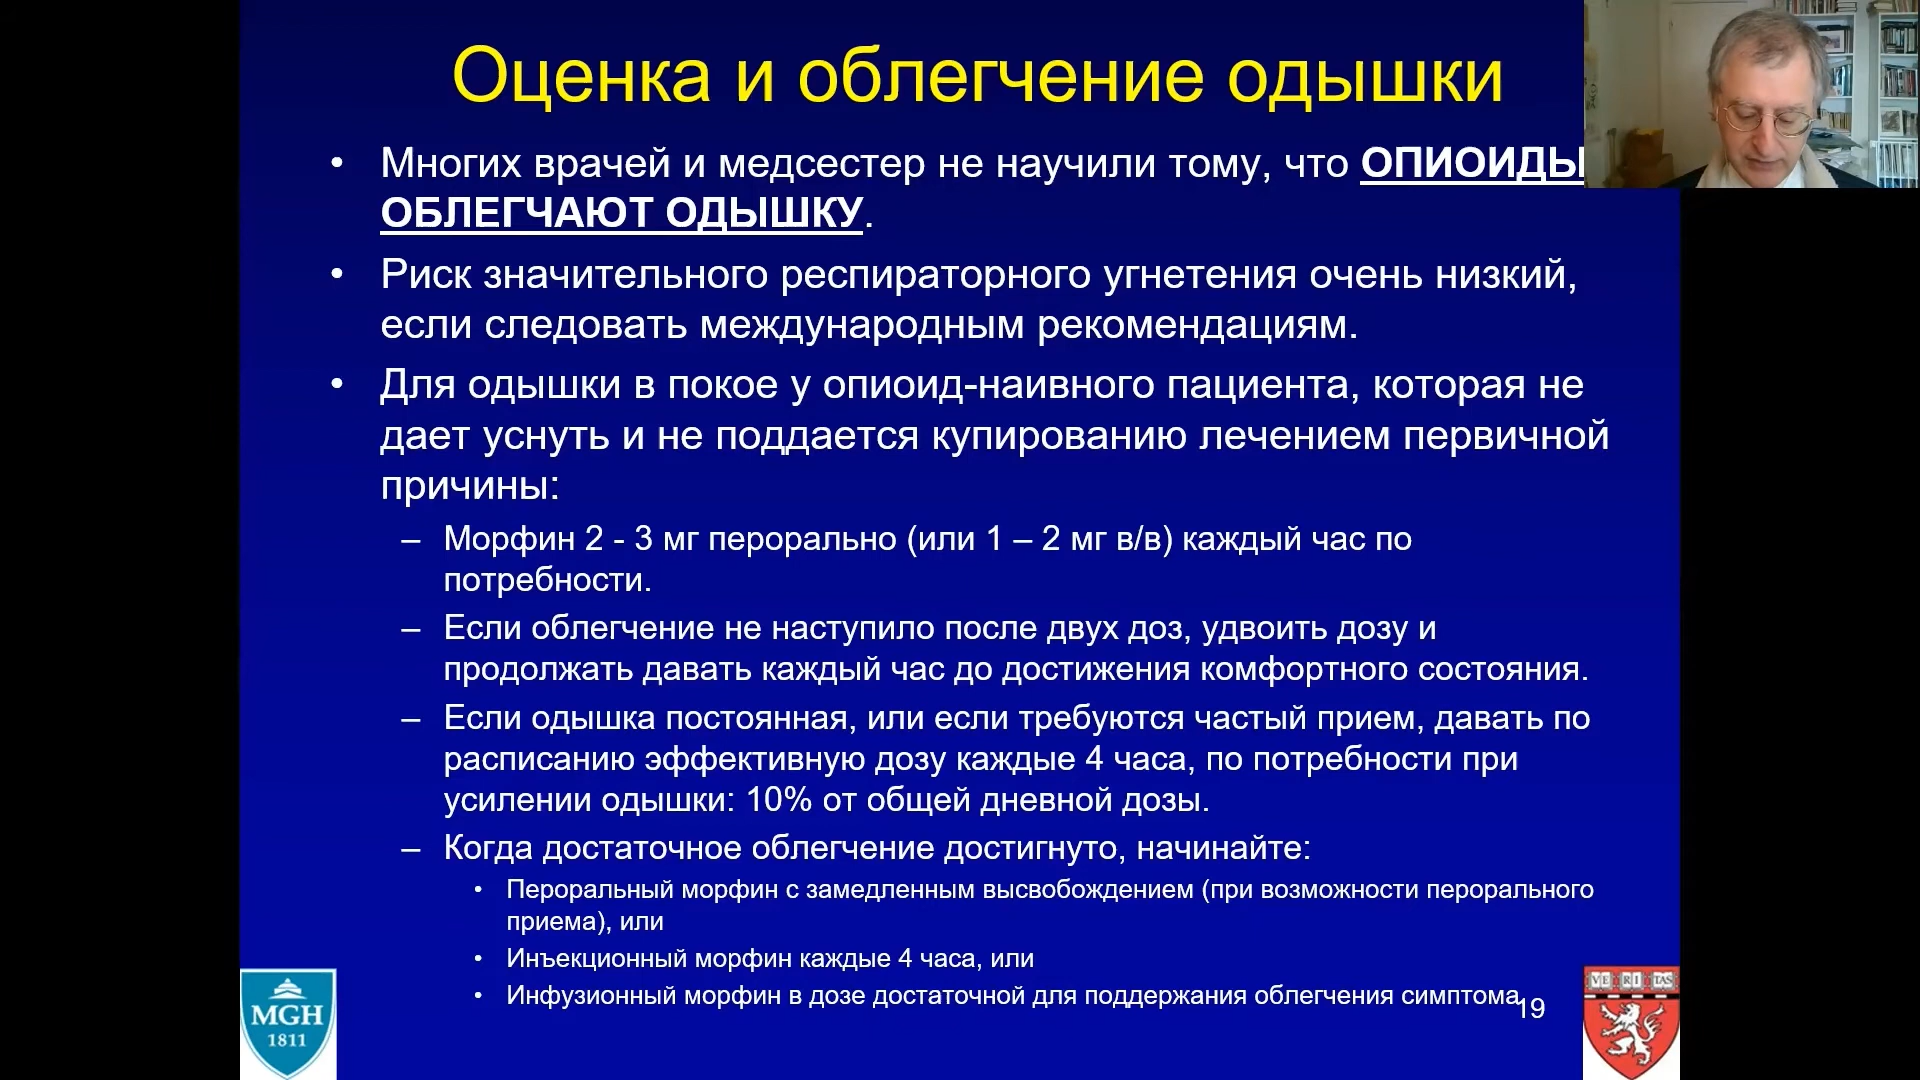 Оценка и облегчение одышки
• Многих врачей и медсестер не научили тому, что ОПИОИДЫ
ОБЛЕГЧАЮТ ОДЫШКУ.
• Риск значительного респираторного угнетения очень низкий,
если следовать международным рекомендациям.
• Для одышки в покое у опиоид-наивного пациента, которая не
дает уснуть и не поддается купированию лечением первичной
причины:
– Морфин 2 - 3 мг перорально (или 1 – 2 мг в/в) каждый час по
потребности.
– Если облегчение не наступило после двух доз, удвоить дозу и
продолжать давать каждый час до достижения комфортного состояния.
– Если одышка постоянная, или если требуются частый прием, давать по
расписанию эффективную дозу каждые 4 часа, по потребности при
усилении одышки: 10% от общей дневной дозы.
– Когда достаточное облегчение достигнуто, начинайте:
• Пероральный морфин с замедленным высвобождением (при возможности перорального
приема), или
• Инъекционный морфин каждые 4 часа, или
• Инфузионный морфин в дозе достаточной для поддержания облегчения симптома
19
MGH
1811
VE RI TAS